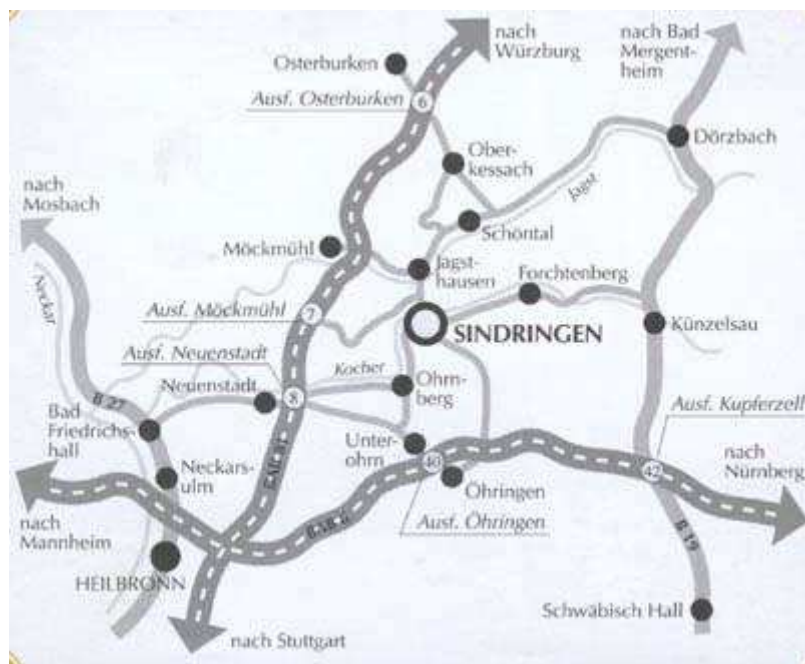 nach
Würzburg
nach Bad
Mergent-
heim
Osterburken
Ausf. Osterburken
6
Dörzbach
Ober-
kessach
Jagst
nach
Mosbach
Schöntal
Möckmühl
Jagst-
hausen
Forchtenberg
Neckar
Ausf. Möckmühl
7
SINDRINGEN
Künzelsau
Ausf. Neuenstadt
Kocher
Neuenstadt
8
Ohrn-
berg
B 27
Ausf. Kupferzell
Bad
Friedrichs-
hall
Unter-
ohrn
BAB 81
40
42
nach
Nürnberg
Neckars-
ulm
Ohringen
nach
Mannheim
BAB 6
Ausf. Öhringen
B 19
HEILBRONN
Schwäbisch Hall
nach Stuttgart